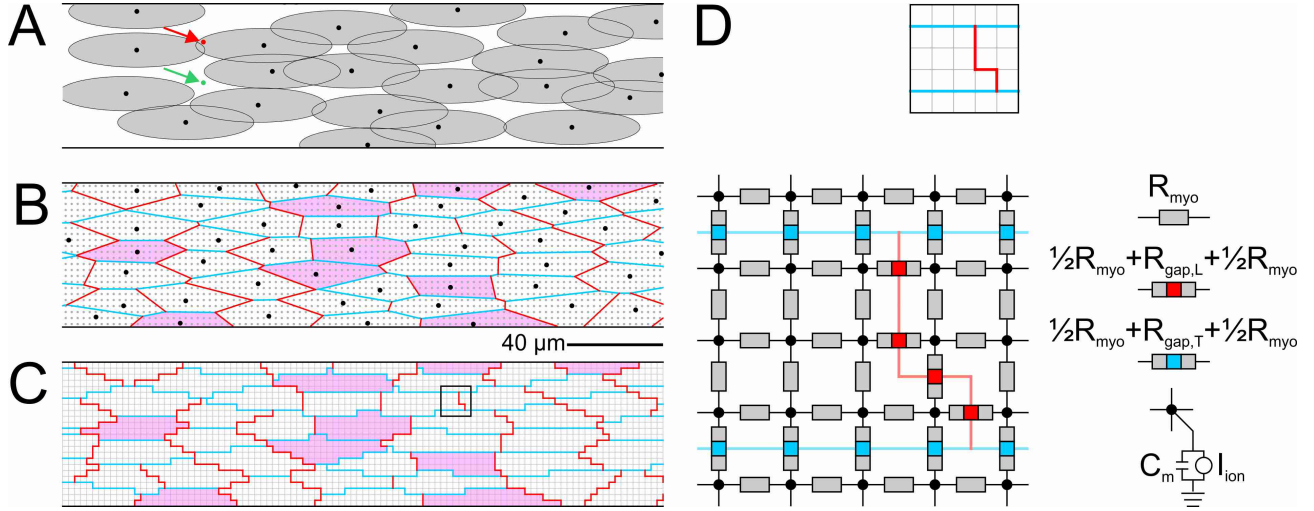 A
B
40 μm
C
D
Rmyo
½Rmyo+Rgap,L+½Rmyo
½Rmyo+Rgap,T+½Rmyo
Cm
Iion